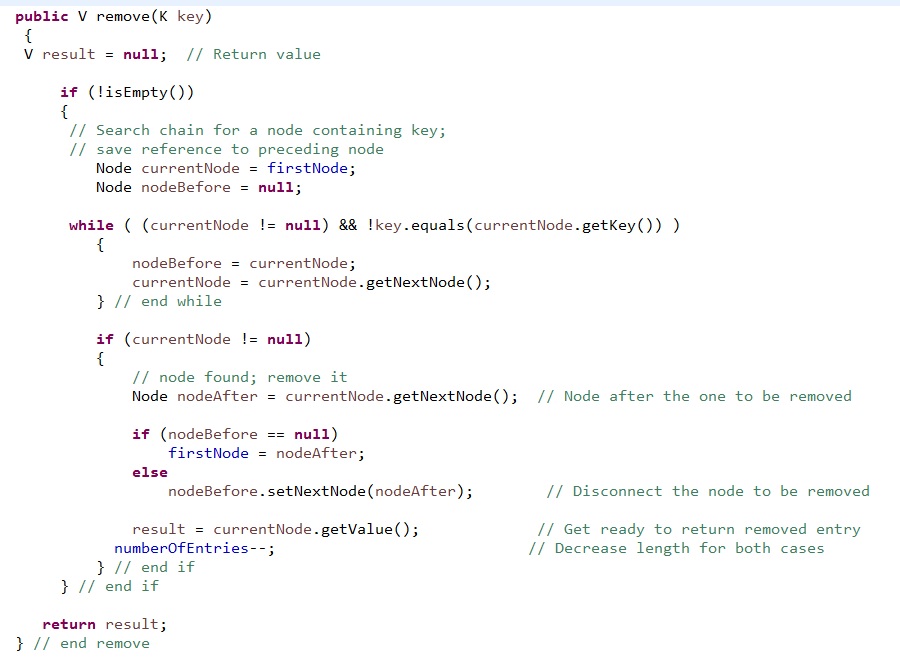 public V remove(K key)
{
V result = null;  // Return value
if (!isEmpty())
{
// Search chain for a node containing key;
// save reference to preceding node
Node currentNode = firstNode;
Node nodeBefore = null;
while ( (currentNode != null) && !key.equals(currentNode.getKey()) )
{
nodeBefore = currentNode;
currentNode = currentNode.getNextNode();
} // end while
if (currentNode != null)
{
// node found; remove it
Node nodeAfter = currentNode.getNextNode();  // Node after the one to be removed
if (nodeBefore == null)
firstNode = nodeAfter;
else
nodeBefore.setNextNode(nodeAfter);        // Disconnect the node to be removed
result = currentNode.getValue();             // Get ready to return removed entry
numberOfEntries--;                            // Decrease length for both cases
} // end if
} // end if
return result;
} // end remove